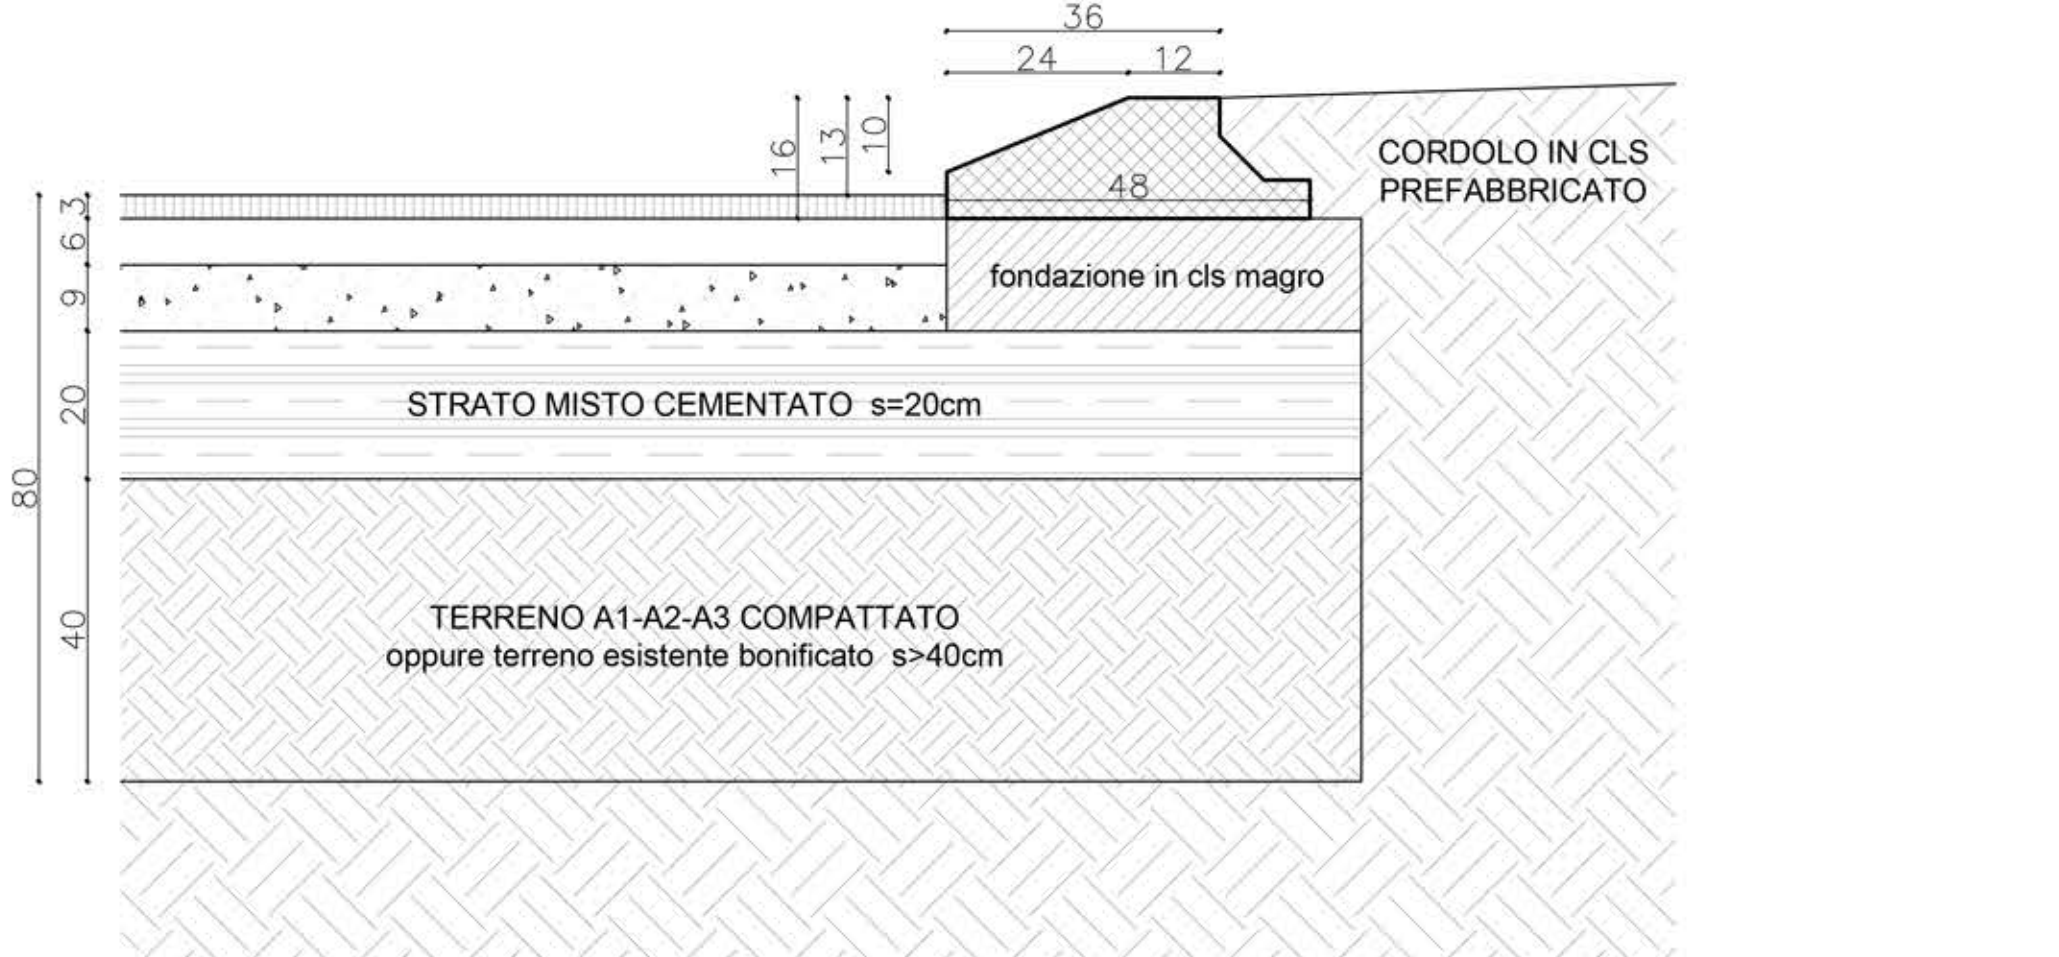 36
24 12
16 13 10
CORDOLO IN CLS
PREFABBRICATO
48
3
6
9
fondazione in cls magro
20
STRATO MISTO CEMENTATO s=20cm
80
40
TERRENO A1-A2-A3 COMPATTATO
oppure terreno esistente bonificato s>40cm